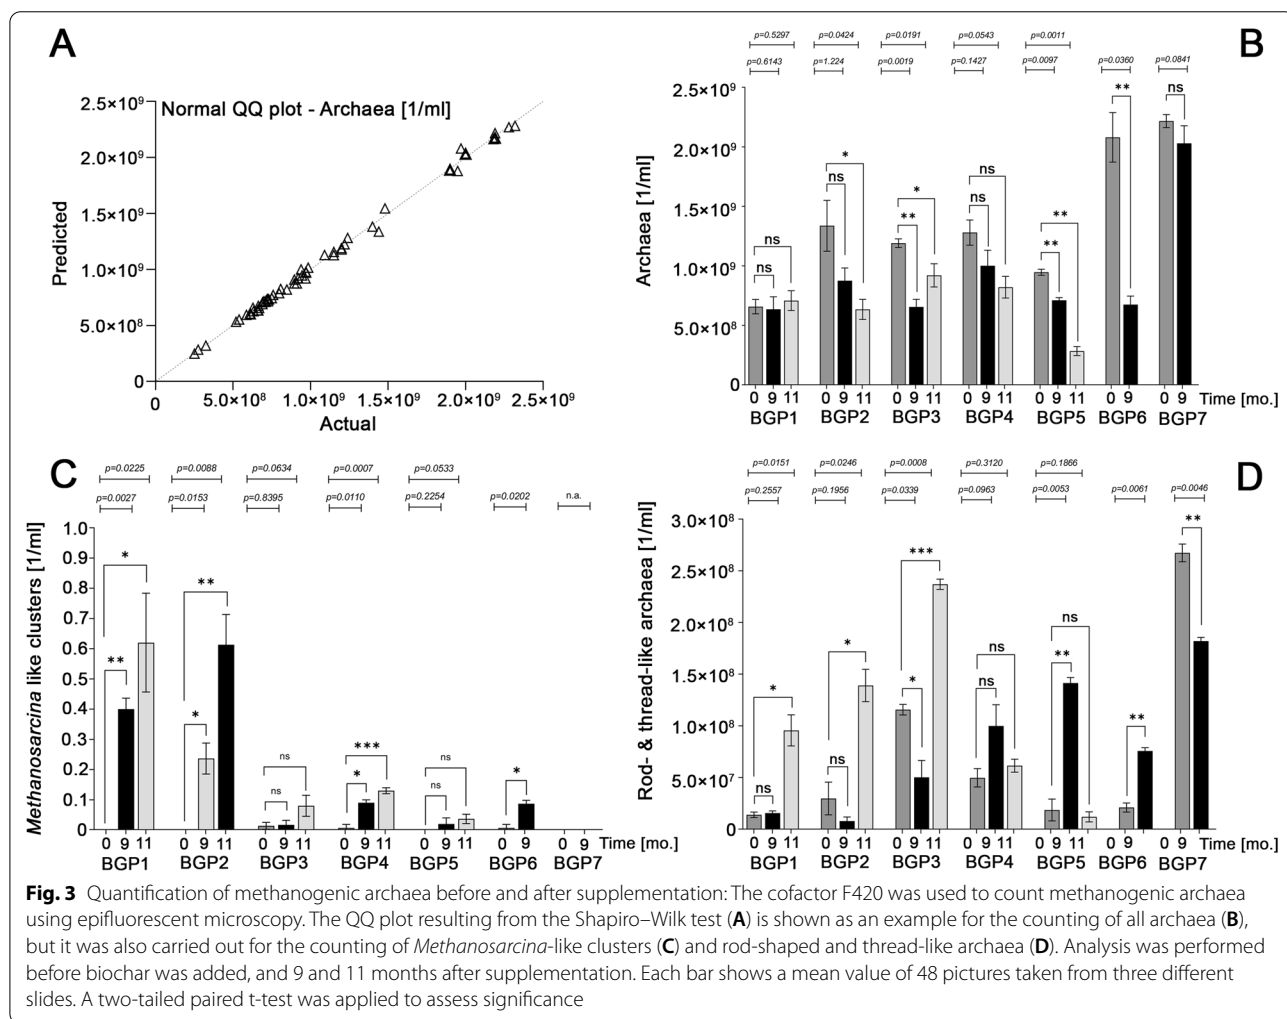 A
Normal QQ plot - Archaea [1/ml]
Predicted
2.5×10⁹
2.0×10⁹
1.5×10⁹
1.0×10⁹
5.0×10⁸
0
0 5.0×10⁸ 1.0×10⁹ 1.5×10⁹ 2.0×10⁹ 2.5×10⁹
Actual
B
p=0.5297 p=0.0424 p=0.0191 p=0.0543 p=0.0011
p=0.6143 p=1.224 p=0.0019 p=0.1427 p=0.0097 p=0.0360 p=0.0841
Archaea [1/ml]
2.5×10⁹
2.0×10⁹
1.5×10⁹
1.0×10⁹
5.0×10⁸
0
ns ns
* ns
* **
ns ns
** **
**
ns
0 9 11 0 9 11 0 9 11 0 9 11 0 9 11 0 9 0 9 Time [mo.]
BGP1 BGP2 BGP3 BGP4 BGP5 BGP6 BGP7
C
p=0.0225 p=0.0088 p=0.0634 p=0.0007 p=0.0533
p=0.0027 p=0.0153 p=0.8395 p=0.0110 p=0.2254 p=0.0202 n.a.
Methanosarcina like clusters [1/ml]
1.0
0.9
0.8
0.7
0.6
0.5
0.4
0.3
0.2
0.1
0
* **
** *
ns ns
*** *
ns ns
*
0 9 11 0 9 11 0 9 11 0 9 11 0 9 11 0 9 0 9 Time [mo.]
BGP1 BGP2 BGP3 BGP4 BGP5 BGP6 BGP7
D
p=0.0151 p=0.0246 p=0.0008 p=0.3120 p=0.1866
p=0.2557 p=0.1956 p=0.0339 p=0.0963 p=0.0053 p=0.0061 p=0.0046
Rod- & thread-like archaea [1/ml]
3.0×10⁸
2.5×10⁸
2.0×10⁸
1.5×10⁸
1.0×10⁸
5.0×10⁷
0
* ns
* ns
*** *
ns ns
ns **
**
**
0 9 11 0 9 11 0 9 11 0 9 11 0 9 11 0 9 0 9 Time [mo.]
BGP1 BGP2 BGP3 BGP4 BGP5 BGP6 BGP7
Fig. 3 Quantification of methanogenic archaea before and after supplementation: The cofactor F420 was used to count methanogenic archaea
using epifluorescent microscopy. The QQ plot resulting from the Shapiro–Wilk test (A) is shown as an example for the counting of all archaea (B),
but it was also carried out for the counting of Methanosarcina-like clusters (C) and rod-shaped and thread-like archaea (D). Analysis was performed
before biochar was added, and 9 and 11 months after supplementation. Each bar shows a mean value of 48 pictures taken from three different
slides. A two-tailed paired t-test was applied to assess significance